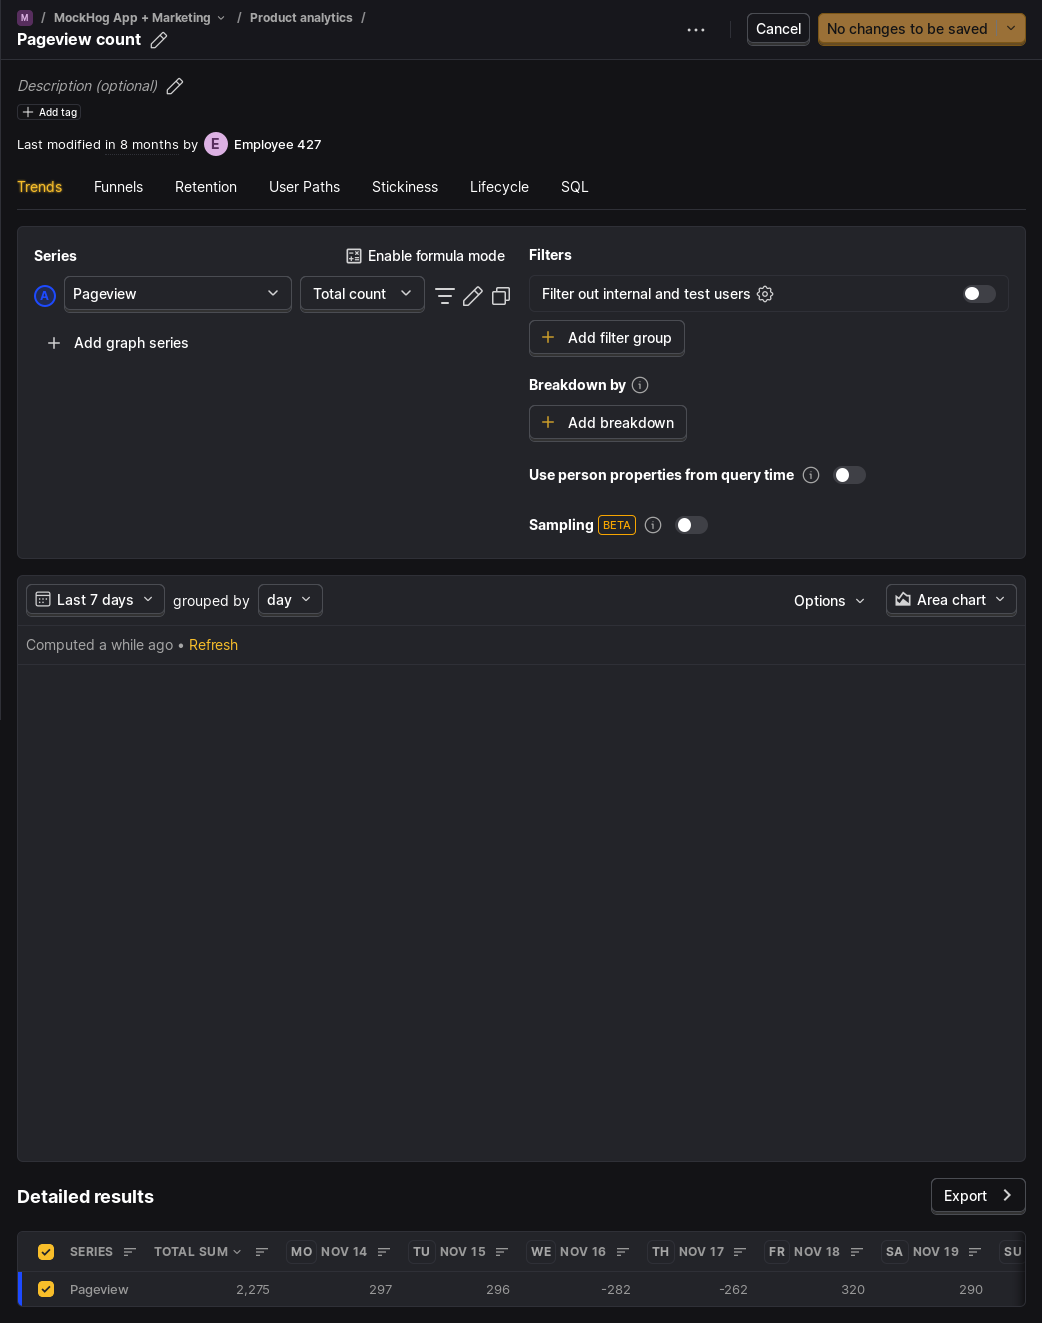 M / MockHog App + Marketing / Product analytics /
Pageview count
Cancel
No changes to be saved
Description (optional)
Add tag
Last modified in 8 months by E Employee 427
Trends Funnels Retention User Paths Stickiness Lifecycle SQL
Series
Enable formula mode
A Pageview Total count
Add graph series
Filters
Filter out internal and test users
Add filter group
Breakdown by
Add breakdown
Use person properties from query time
Sampling BETA
Last 7 days grouped by day Options Area chart
Computed a while ago • Refresh
Detailed results
Export
SERIES TOTAL SUM MO NOV 14 TU NOV 15 WE NOV 16 TH NOV 17 FR NOV 18 SA NOV 19 SU
Pageview 2,275 297 296 -282 -262 320 290